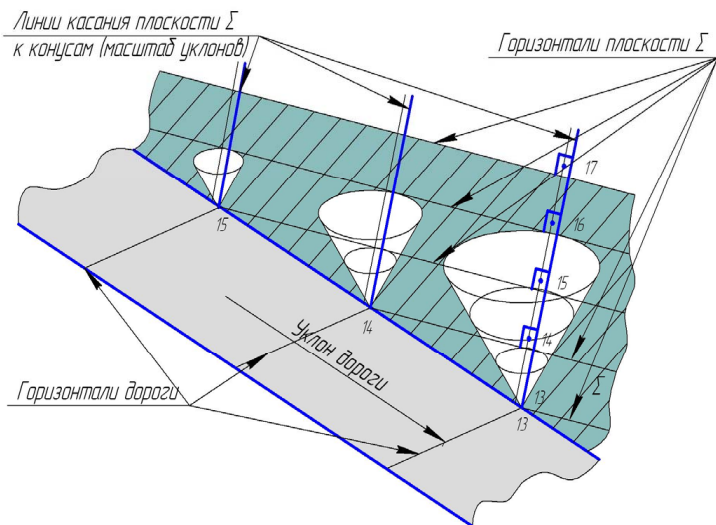 Линии касания плоскости Σ
к конусам (масштаб уклонов)
Горизонтали плоскости Σ
17
16
15
15
14
14
Уклон дороги
Горизонтали дороги
Σ
13
13